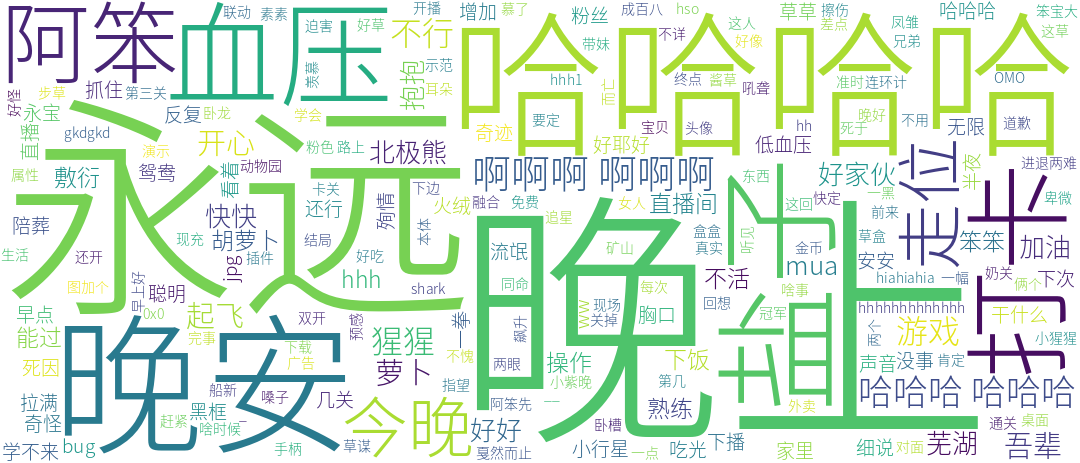 阿笨
血压
联动
素素
迫害
好草
羡慕
开播
慕了
hso
成百八
粉丝
带妹
不行
增加
哈哈哈哈
草草
擦伤
差点
这人
好像
不详
凤雏
兄弟
哈哈哈
笨宝大
这草
好怪
步草
抓住
第三关
永宝
反复
卧龙
抱抱
示范
耳朵
hhh1
终点
酱草
而亡
吼聲
准时
连环计
OMO
直播
gkdgkd
演示
开心
学会
粉色
路上
北极熊
奇迹
要定
宝贝
头像
好耶好
低血压
hh
晚好
死于
不用
无限
道歉
属性
敷衍
鸳鸯
看着
动物园
永远
啊啊啊 啊啊啊
好家伙
走位
半夜
进退两难
卑微
陪葬
快快
卡关
还行
殉情
下边
本体
火绒
融合
免费
追星
女人
直播间
东西
这回
快定
一黑
前来
关卡
生活
现充
胡萝卜
结局
好吃
流氓
矿山
盒盒
真实
听见
金币
草盒
笨笨
加油
还开
图加个
jpg
插件
hhh
shark
同命
每次
不活
mua
安安
hiahiahia
一幅
奶关
下次
早上好
聪明
0x0
双开
预感
一拳
飙升
ww
现场
关掉
胸口
回想
啥事
hhhhhhhhhhhh
俩个
早点
能过
起飞
完事
猩猩
不愧
两眼
操作
下饭
冠军
两个
游戏
干什么
小猩猩
打
死因
晚安
下载
广告
萝卜
指望
小紫晚
第几
晚上
声音
没事
肯定
拉满
奇怪
船新
黑框
嗓子
几关
今晚
阿笨先
一一
熟练
外卖
哈哈哈 哈哈哈
学不来
bug
赶紧
啥时候
手柄
草谋
好好
戛然而止
卧槽
小行星
一点
吃光
下播
家里
细说
对面
芜湖
通关
桌面
吾辈